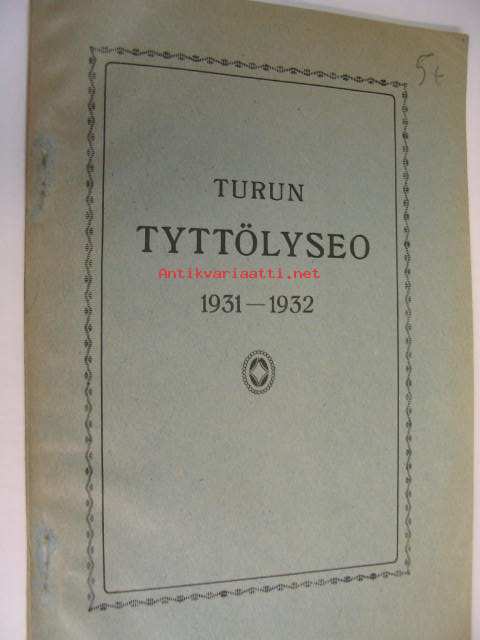 5€
TURUN
TYTTÖLYSEO
Antikvariaatti.net
1931—1932